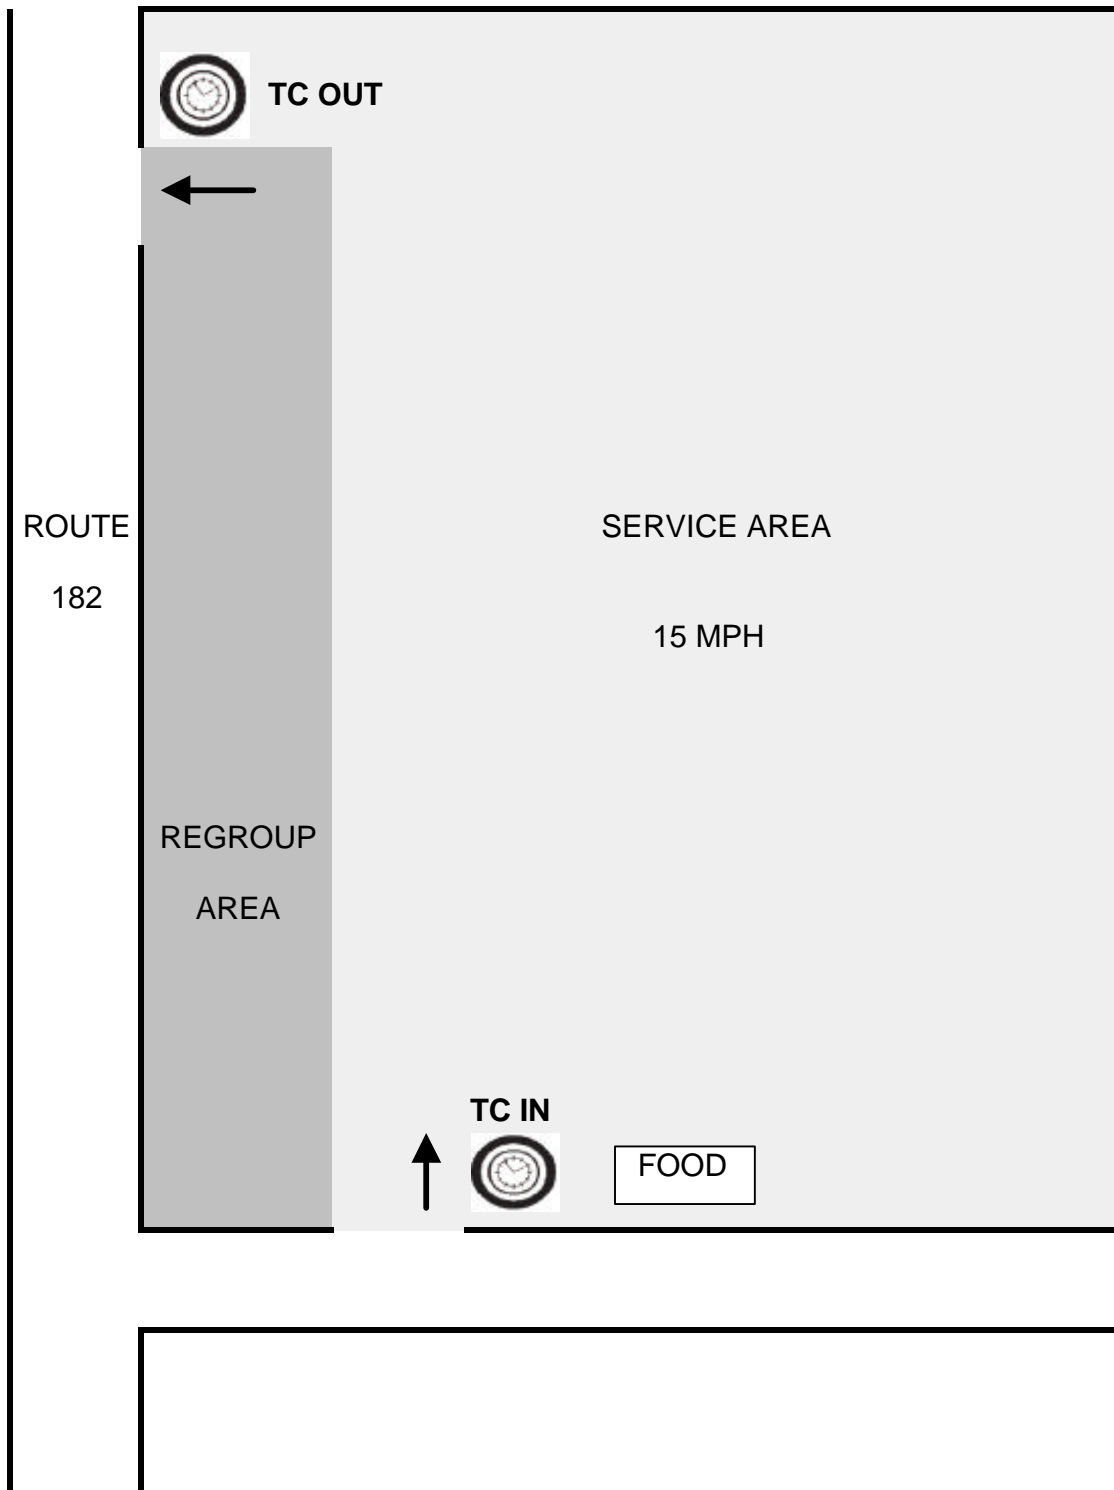 TC OUT
ROUTE
182
SERVICE AREA
15 MPH
REGROUP
AREA
TC IN
FOOD